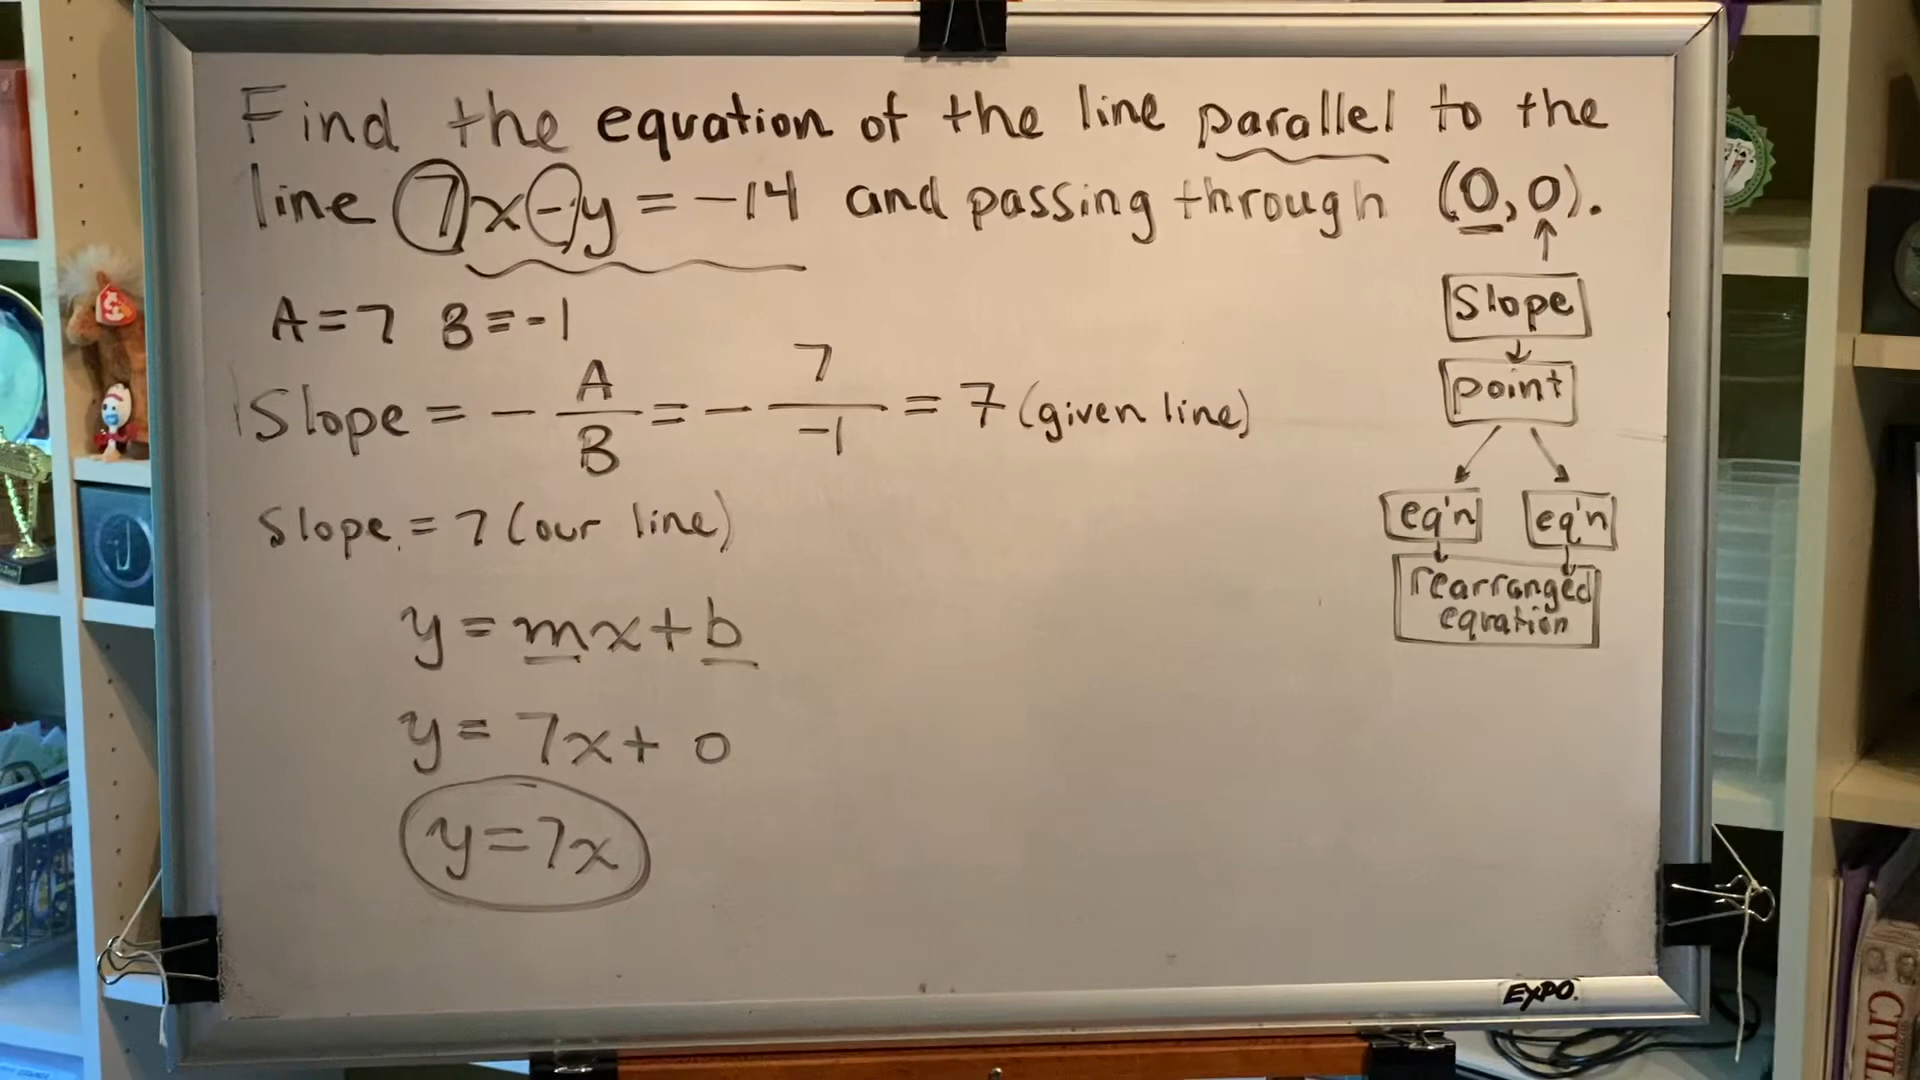 Find the equation of the line parallel to the
line 7x-y = -14 and passing through (0,0).
A=7 B=-1
Slope = - A/B = - 7/-1 = 7 (given line)
Slope = 7 (our line)
y = mx+b
y = 7x+ 0
y=7x
Slope
point
eq'n eq'n
rearranged
equation
EXPO
CIVIL